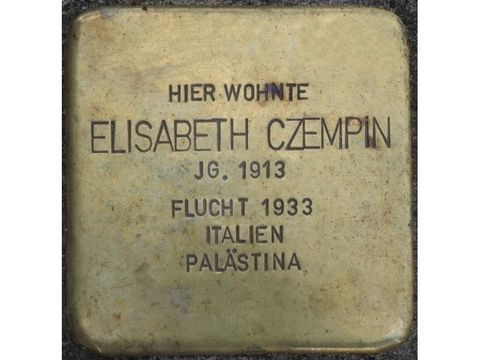 HIER WOHNTE
ELISABETH CZEMPIN
JG. 1913
FLUCHT 1933
ITALIEN
PALÄSTINA